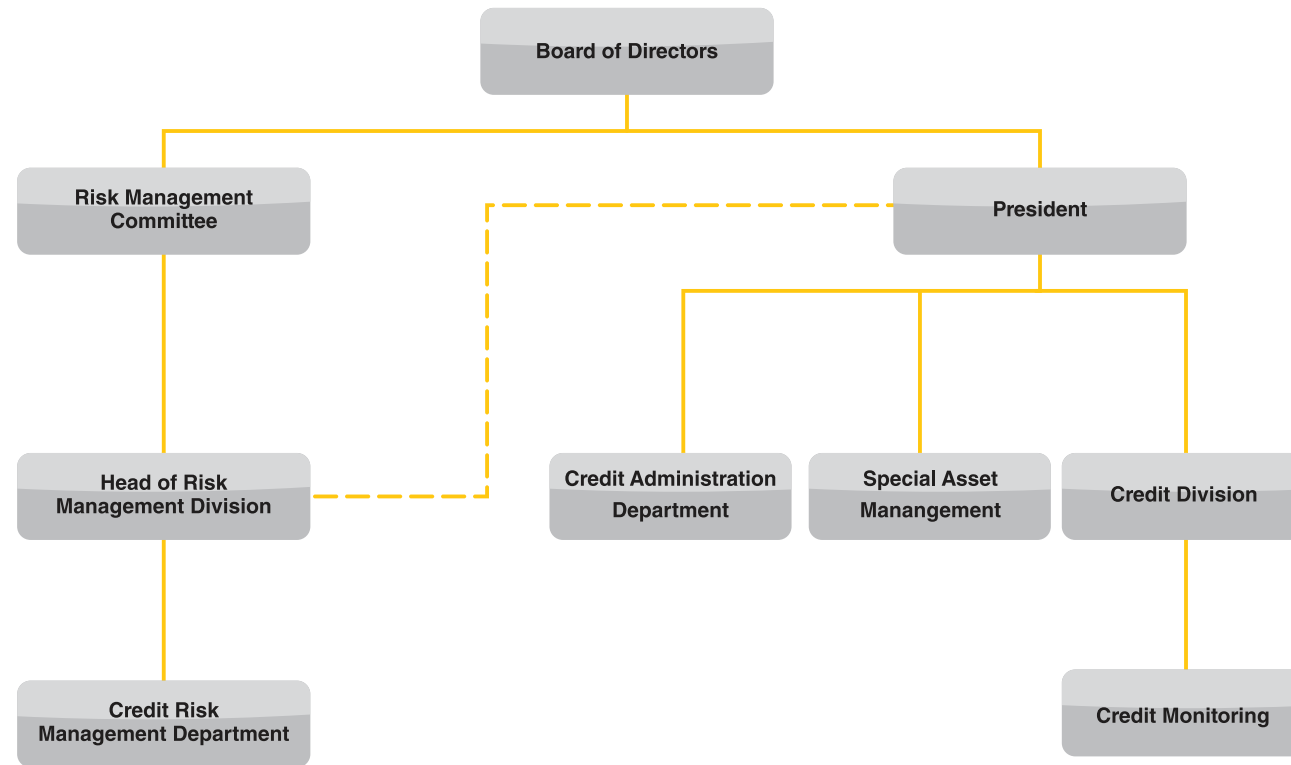 Board of Directors
Risk Management
Committee
President
Head of Risk
Management Division
Credit Administration
Department
Special Asset
Manangement
Credit Division
Credit Risk
Management Department
Credit Monitoring